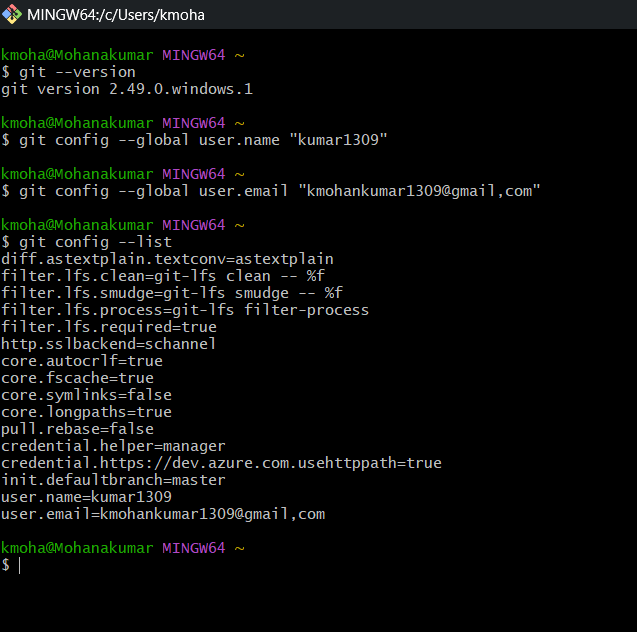 MINGW64:/c/Users/kmoha
kmoha@Mohanakumar MINGW64 ~
$ git --version
git version 2.49.0.windows.1
kmoha@Mohanakumar MINGW64 ~
$ git config --global user.name "kumar1309"
kmoha@Mohanakumar MINGW64 ~
$ git config --global user.email "kmohankumar1309@gmail,com"
kmoha@Mohanakumar MINGW64 ~
$ git config --list
diff.astextplain.textconv=astextplain
filter.lfs.clean=git-lfs clean -- %f
filter.lfs.smudge=git-lfs smudge -- %f
filter.lfs.process=git-lfs filter-process
filter.lfs.required=true
http.sslbackend=schannel
core.autocrlf=true
core.fscache=true
core.symlinks=false
core.longpaths=true
pull.rebase=false
credential.helper=manager
credential.https://dev.azure.com.usehttppath=true
init.defaultbranch=master
user.name=kumar1309
user.email=kmohankumar1309@gmail,com
kmoha@Mohanakumar MINGW64 ~
$